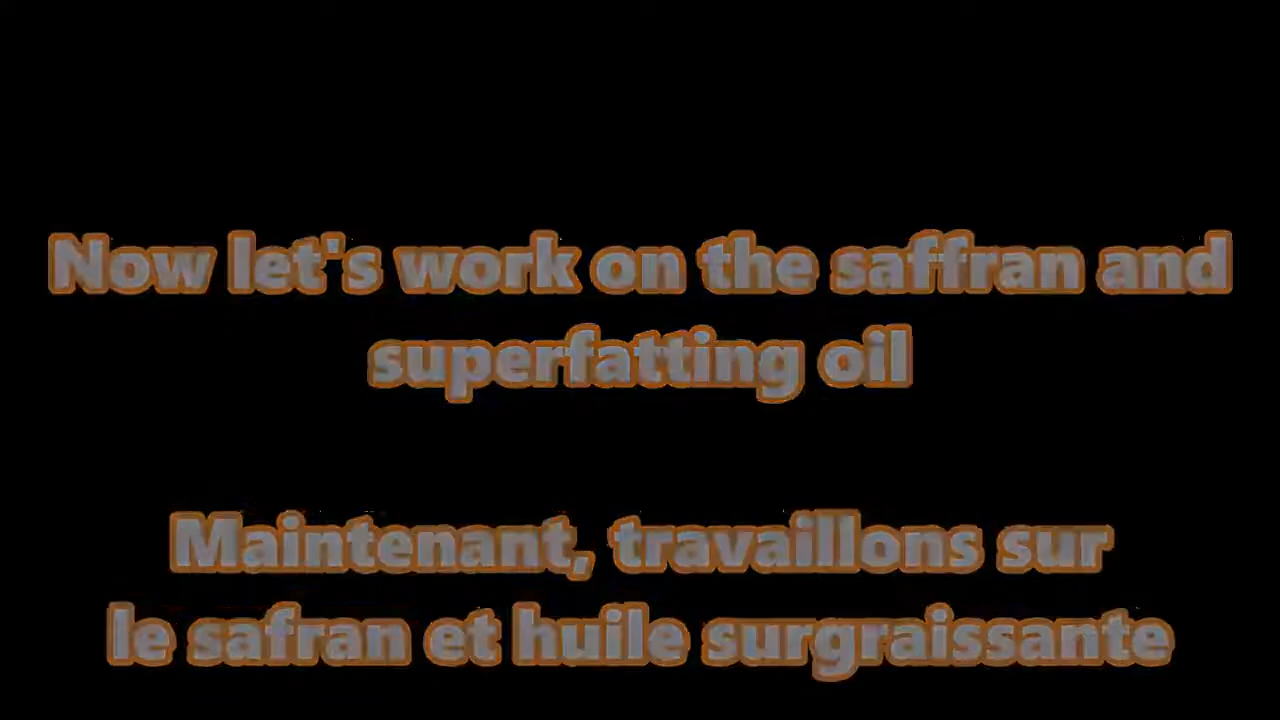 Now let's work on the saffran and
superfatting oil
Maintenant, travaillons sur
le safran et huile surgraissante